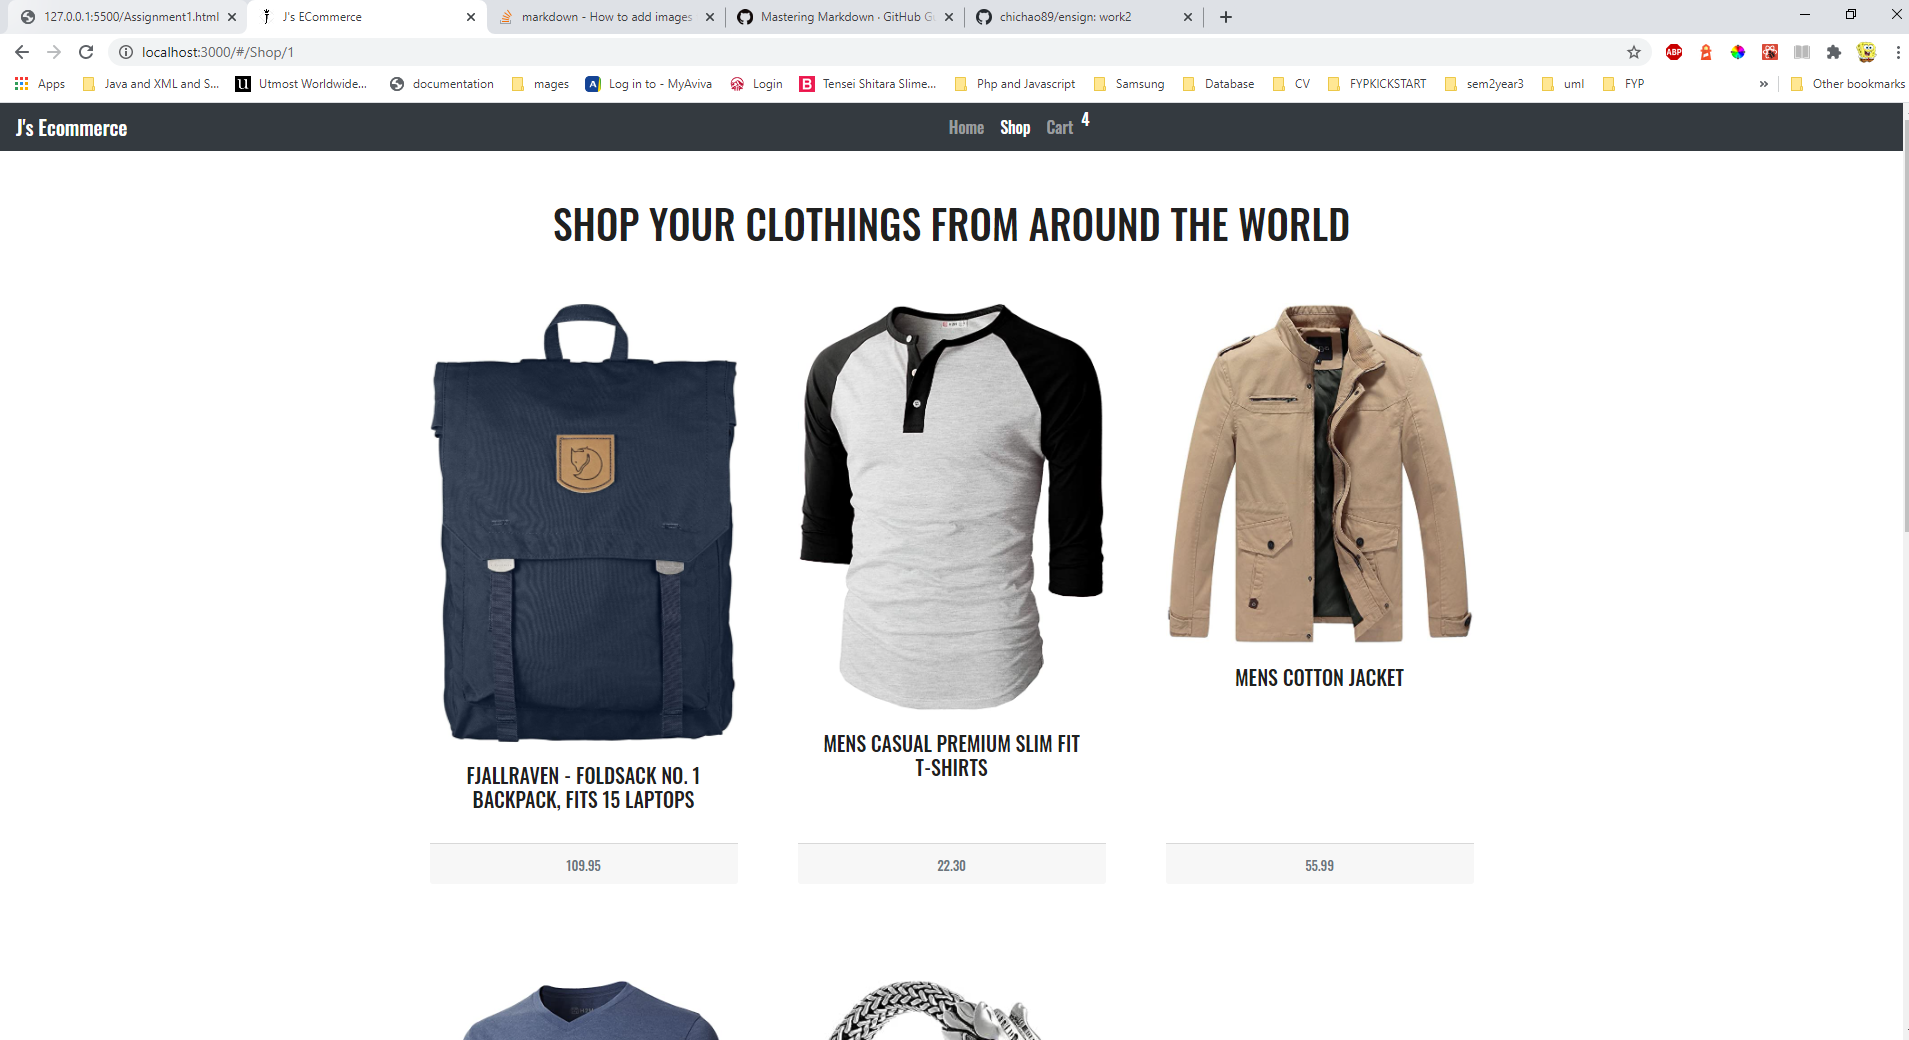 127.0.0.1:5500/Assignment1.html
J's ECommerce
markdown - How to add images
Mastering Markdown · GitHub G
chichao89/ensign: work2
localhost:3000/#/Shop/1
ABP
Apps
Java and XML and S...
Utmost Worldwide...
documentation
mages
Log in to - MyAviva
Login
Tensei Shitara Slime...
Php and Javascript
Samsung
Database
CV
FYPKICKSTART
sem2year3
uml
FYP
»
Other bookmarks
J's Ecommerce
Home
Shop
Cart
4
SHOP YOUR CLOTHINGS FROM AROUND THE WORLD
FJALLRAVEN - FOLDSACK NO. 1
BACKPACK, FITS 15 LAPTOPS
MENS CASUAL PREMIUM SLIM FIT
T-SHIRTS
MENS COTTON JACKET
109.95
22.30
55.99